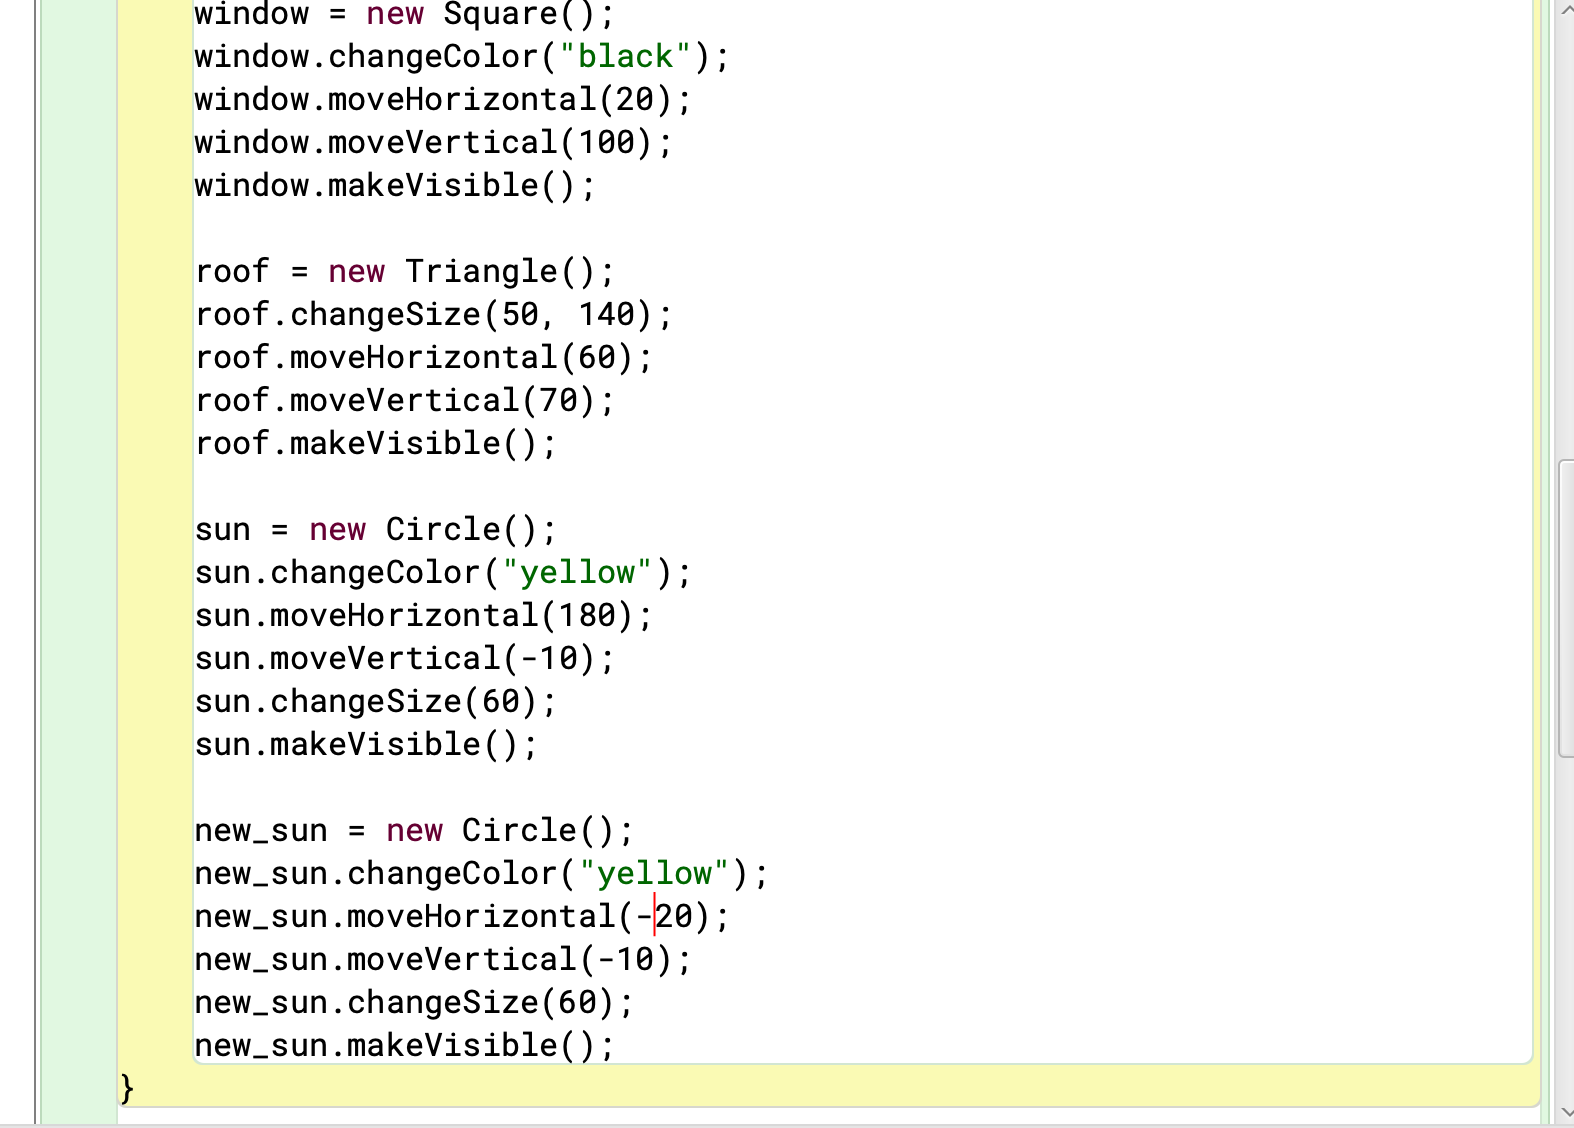 window = new Square();
window.changeColor("black");
window.moveHorizontal(20);
window.moveVertical(100);
window.makeVisible();
roof = new Triangle();
roof.changeSize(50, 140);
roof.moveHorizontal(60);
roof.moveVertical(70);
roof.makeVisible();
sun = new Circle();
sun.changeColor("yellow");
sun.moveHorizontal(180);
sun.moveVertical(-10);
sun.changeSize(60);
sun.makeVisible();
new_sun = new Circle();
new_sun.changeColor("yellow");
new_sun.moveHorizontal(-20);
new_sun.moveVertical(-10);
new_sun.changeSize(60);
new_sun.makeVisible();
}